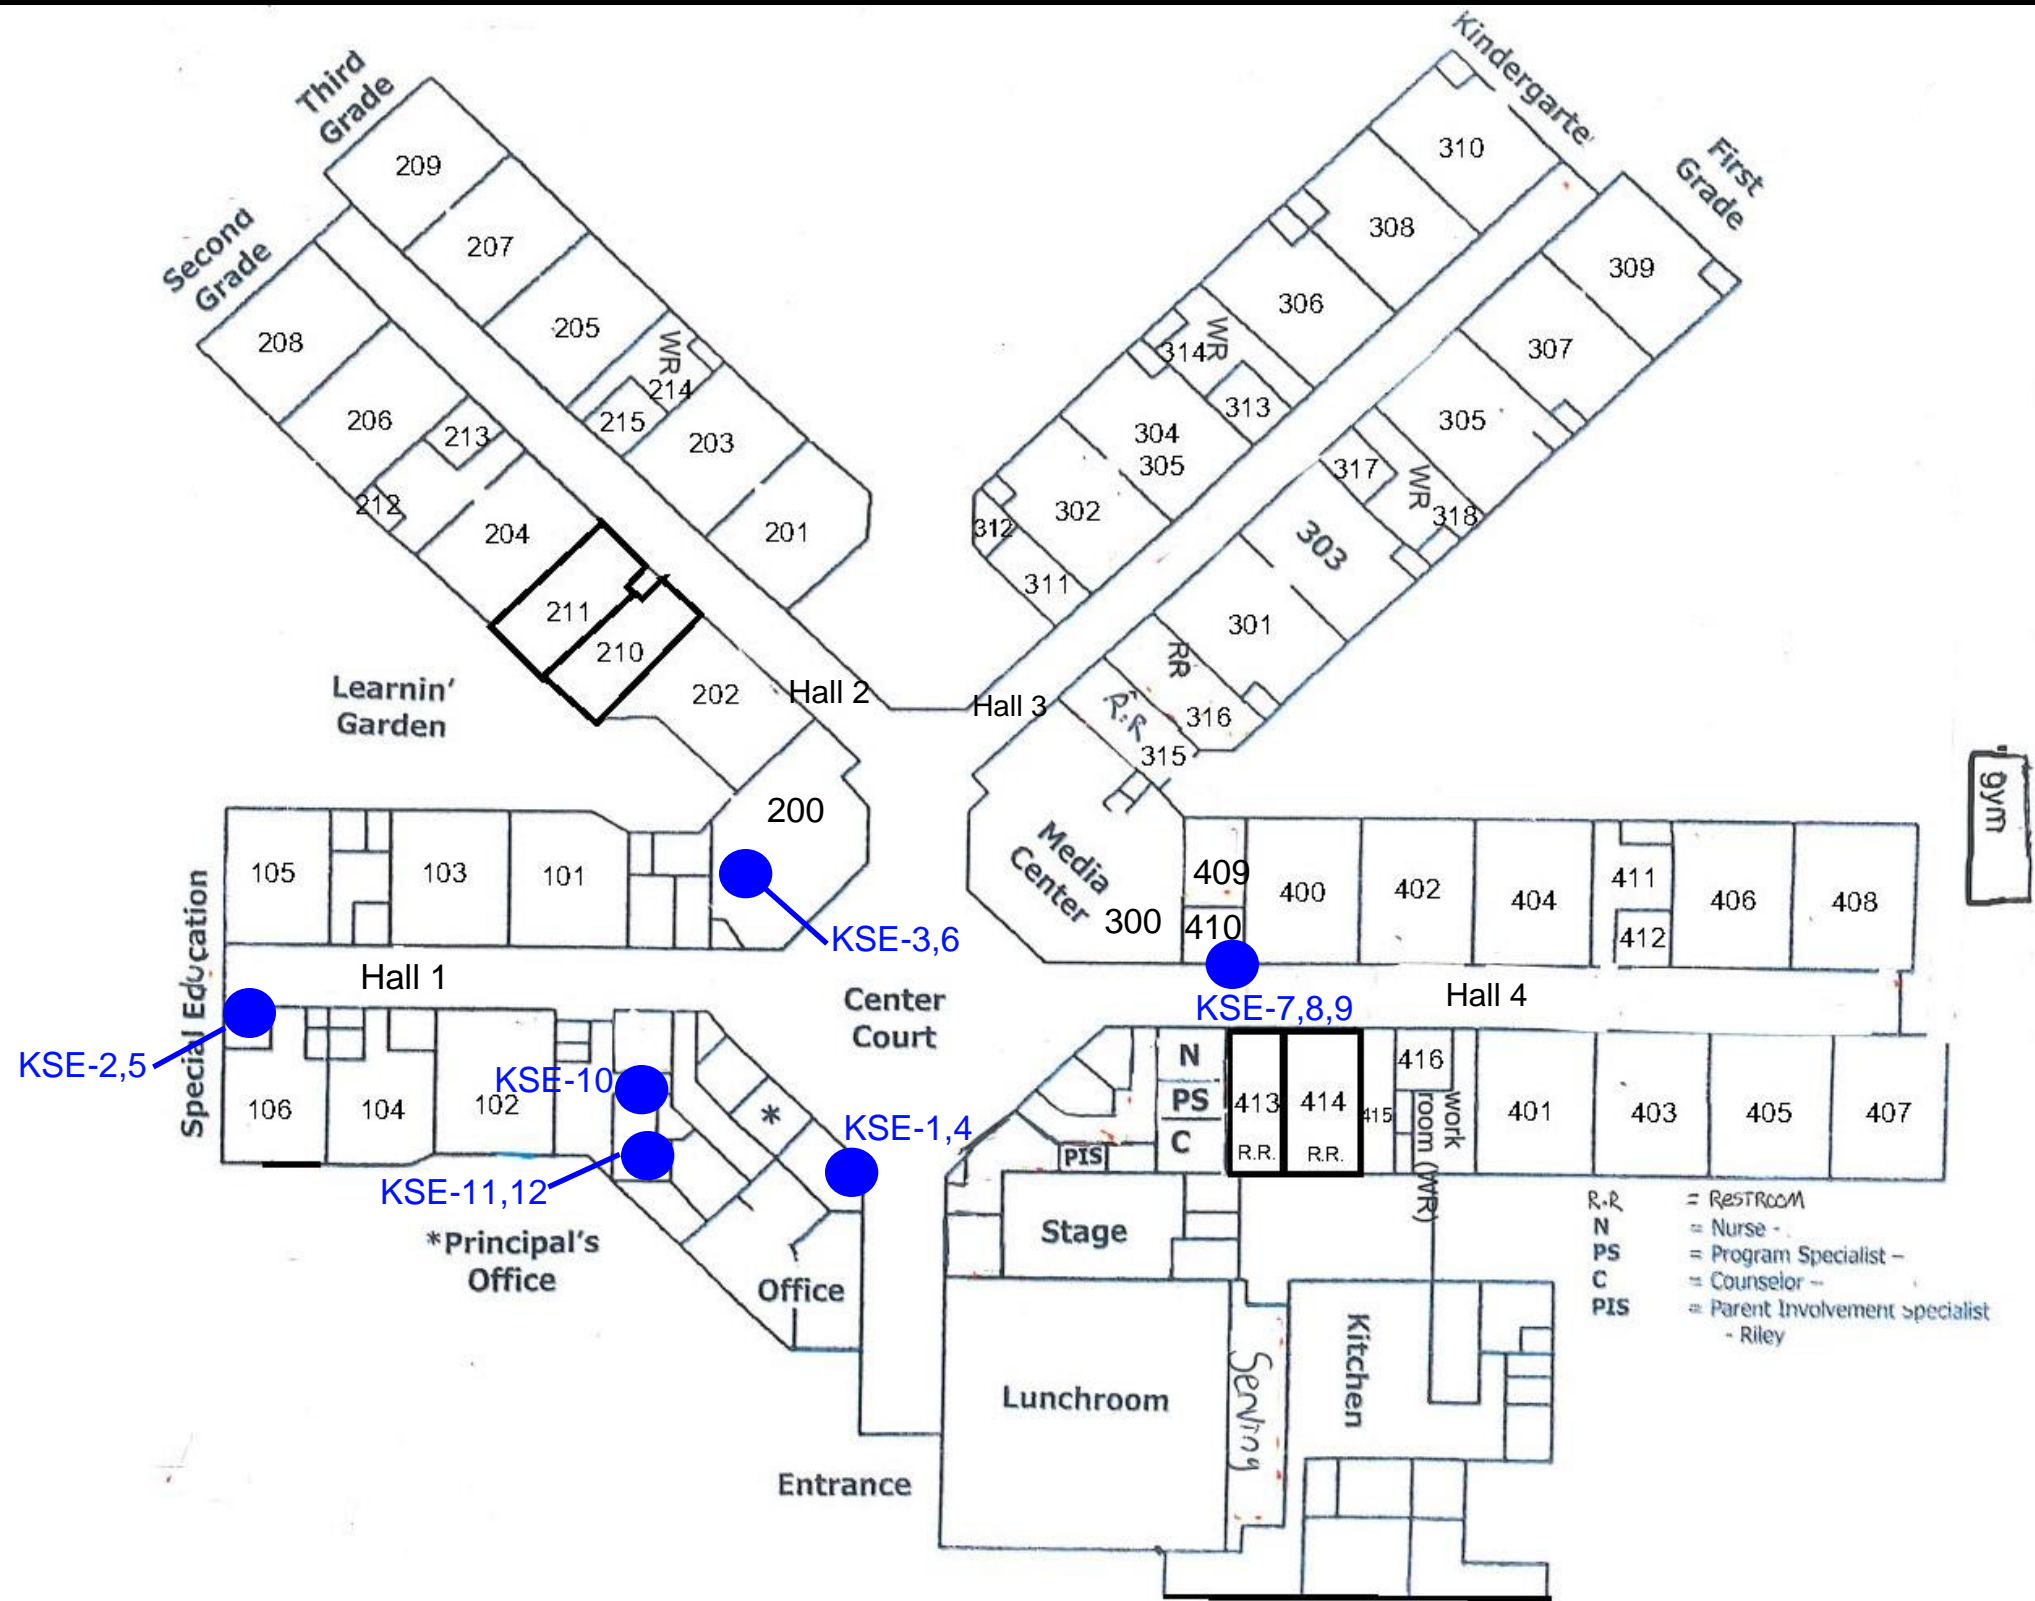 Third
Grade
Kindergarte
First
Grade
Second
Grade
209
207
205
WR
214
215
203
201
208
206
213
212
204
211
210
202
310
308
306
WR
314
313
304
305
302
312
311
309
307
305
317
WR
318
303
301
RR
316
R.R
315
Hall 2
Hall 3
Learnin'
Garden
200
Media
Center
300
gym
105
103
101
409
410
400
402
404
411
412
406
408
KSE-3,6
Special Education
Hall 1
Center
Court
Hall 4
KSE-7,8,9
KSE-2,5
106
104
102
KSE-10
*
KSE-1,4
KSE-11,12
N
PS
C
PIS
413
R.R.
414
R.R.
415
416
work
room (WR)
401
403
405
407
*Principal's
Office
Office
Stage
Lunchroom
Serving
Kitchen
Entrance
R.R = RESTROOM
N = Nurse -
PS = Program Specialist –
C = Counselor –
PIS = Parent Involvement Specialist
- Riley